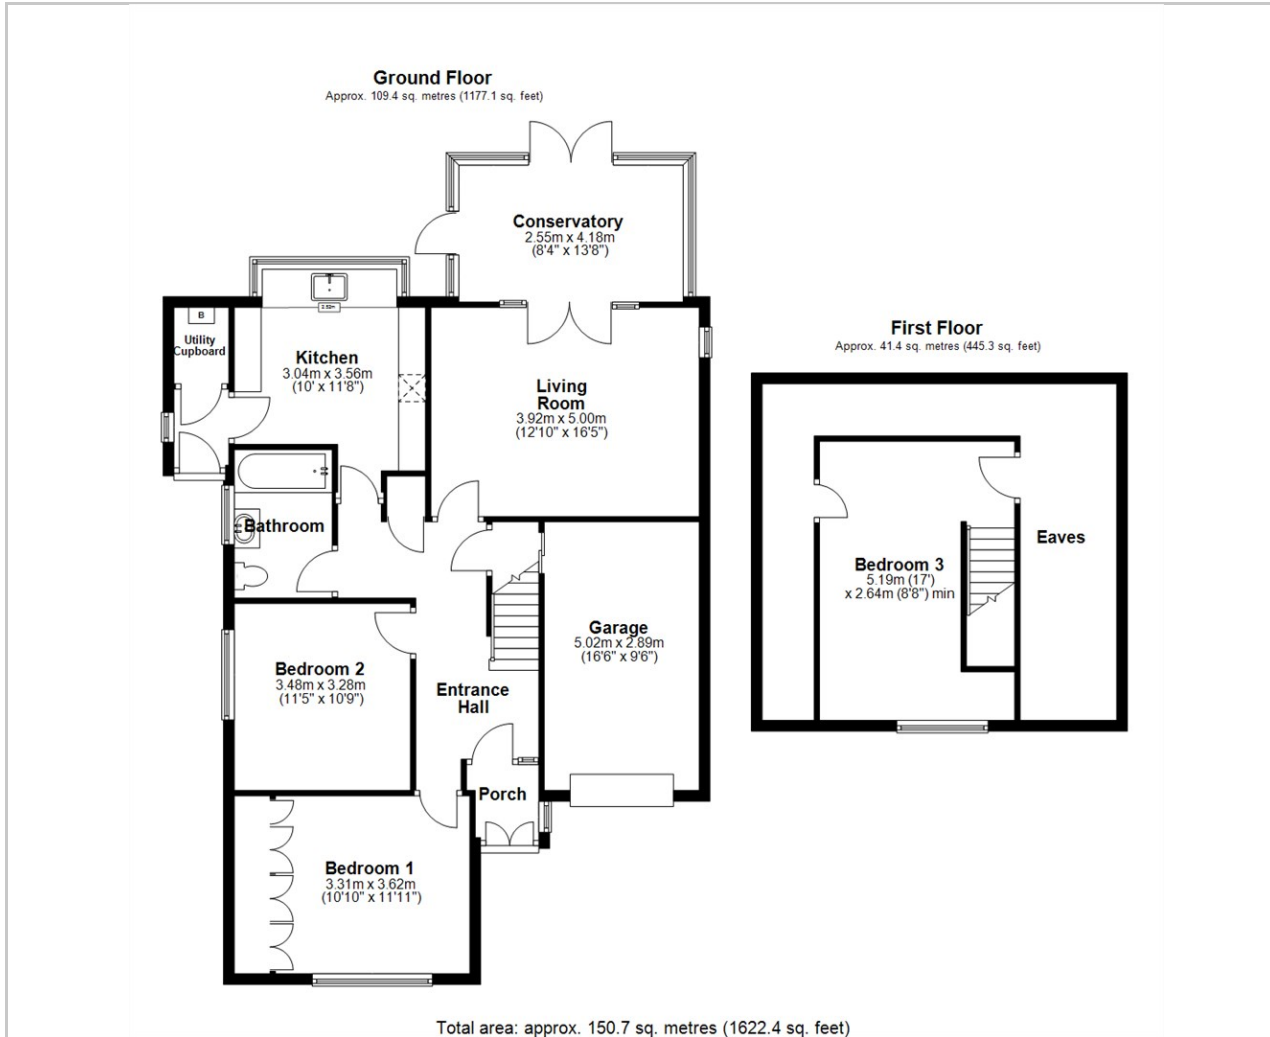 Ground Floor
Approx. 109.4 sq. metres (1177.1 sq. feet)
Conservatory
2.55m x 4.18m
(8'4" x 13'8")
B
Utility
Cupboard
Kitchen
3.04m x 3.56m
(10' x 11'8")
Living
Room
3.92m x 5.00m
(12'10" x 16'5")
Bathroom
Garage
5.02m x 2.89m
(16'6" x 9'6")
Bedroom 2
3.48m x 3.28m
(11'5" x 10'9")
Entrance
Hall
Porch
Bedroom 1
3.31m x 3.62m
(10'10" x 11'11")
First Floor
Approx. 41.4 sq. metres (445.3 sq. feet)
Bedroom 3
5.19m (17')
x 2.64m (8'8") min
Eaves
Total area: approx. 150.7 sq. metres (1622.4 sq. feet)